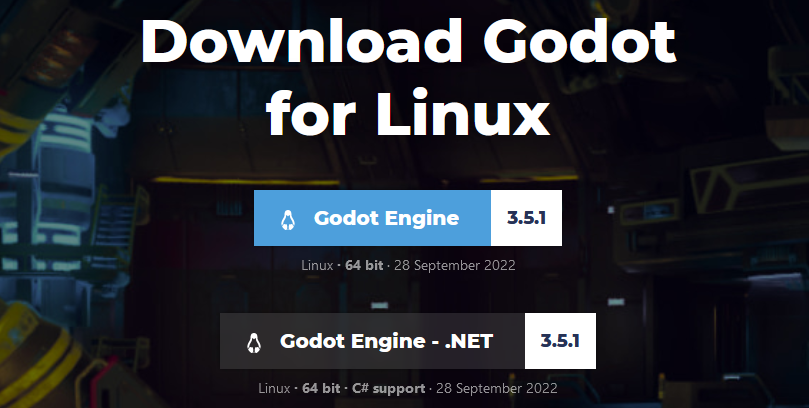 Download Godot
for Linux
Godot Engine 3.5.1
Linux · 64 bit · 28 September 2022
Godot Engine - .NET 3.5.1
Linux · 64 bit · C# support · 28 September 2022